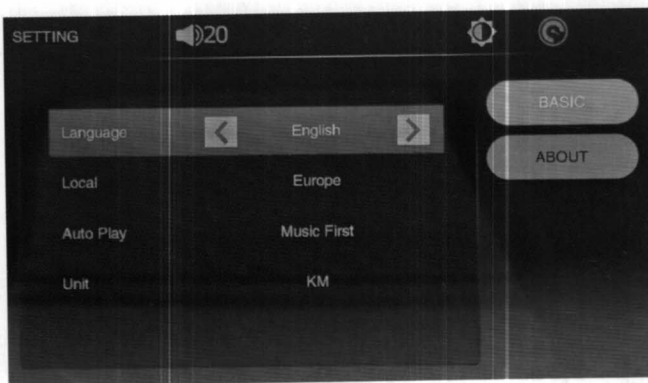 SETTING 20
BASIC
Language English
ABOUT
Local Europe
Auto Play Music First
Unit KM